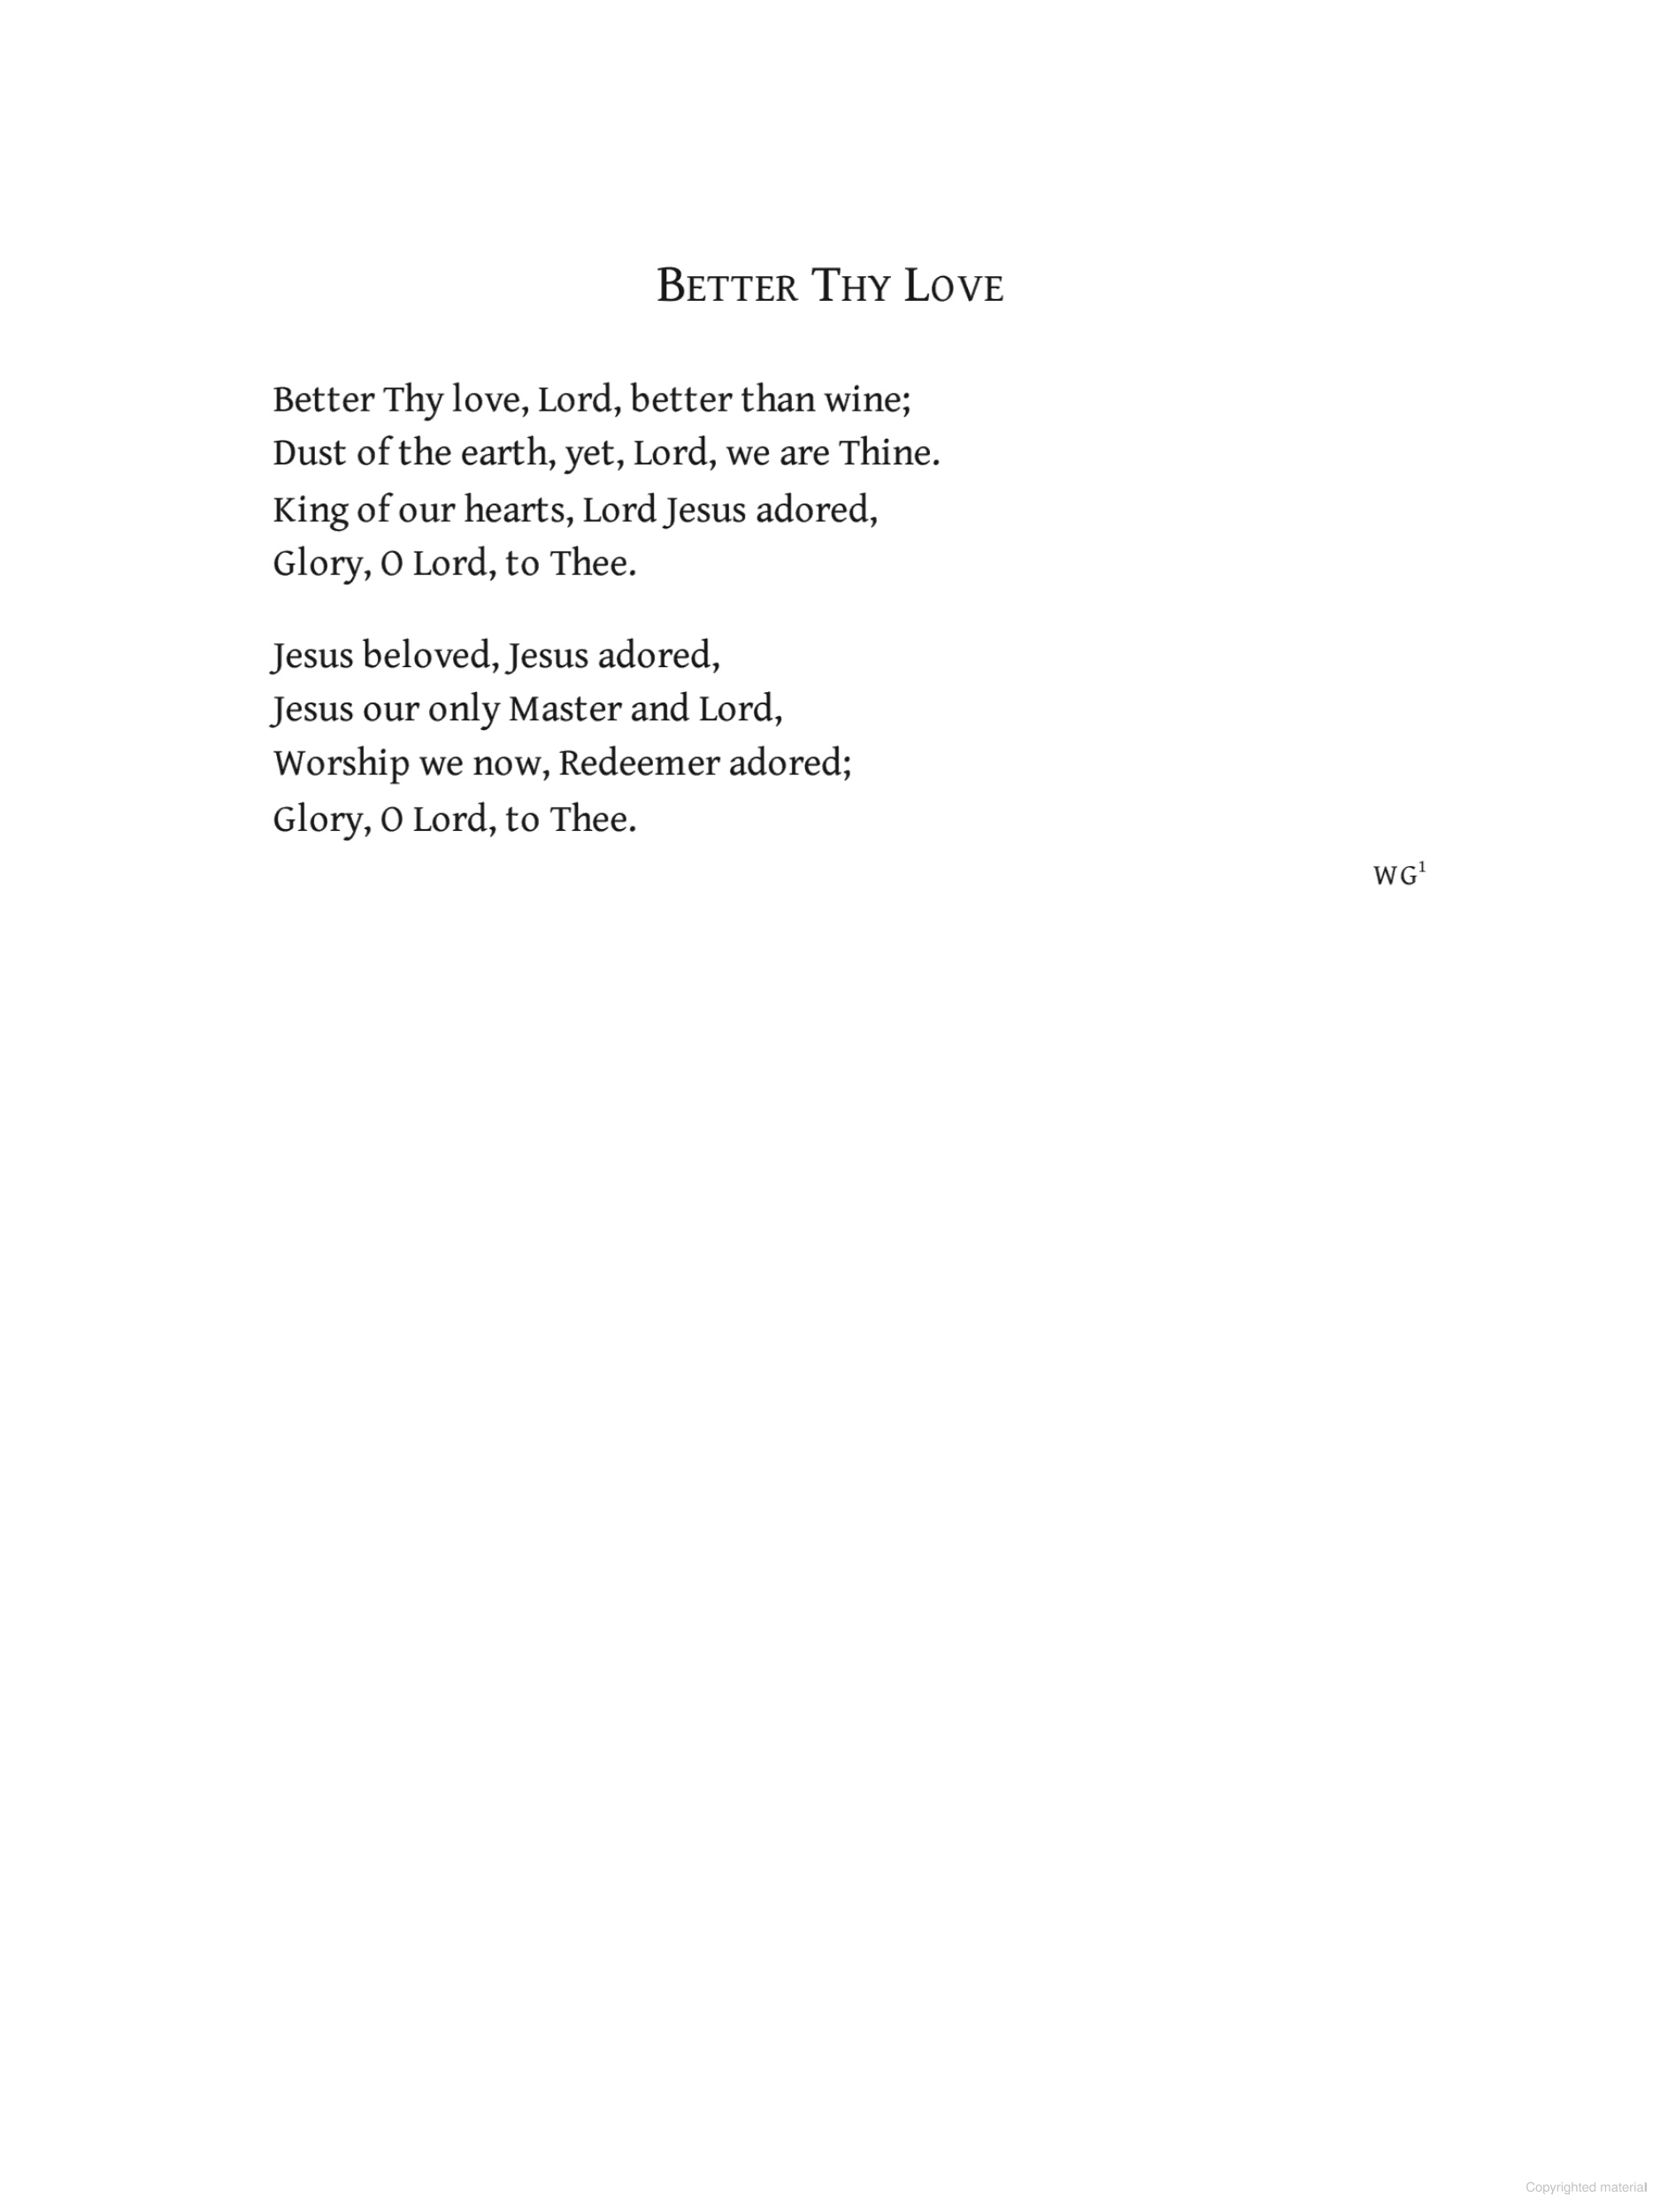 Better Thy Love
Better Thy love, Lord, better than wine;
Dust of the earth, yet, Lord, we are Thine.
King of our hearts, Lord Jesus adored,
Glory, O Lord, to Thee.
Jesus beloved, Jesus adored,
Jesus our only Master and Lord,
Worship we now, Redeemer adored;
Glory, O Lord, to Thee.
WG¹
Copyrighted material